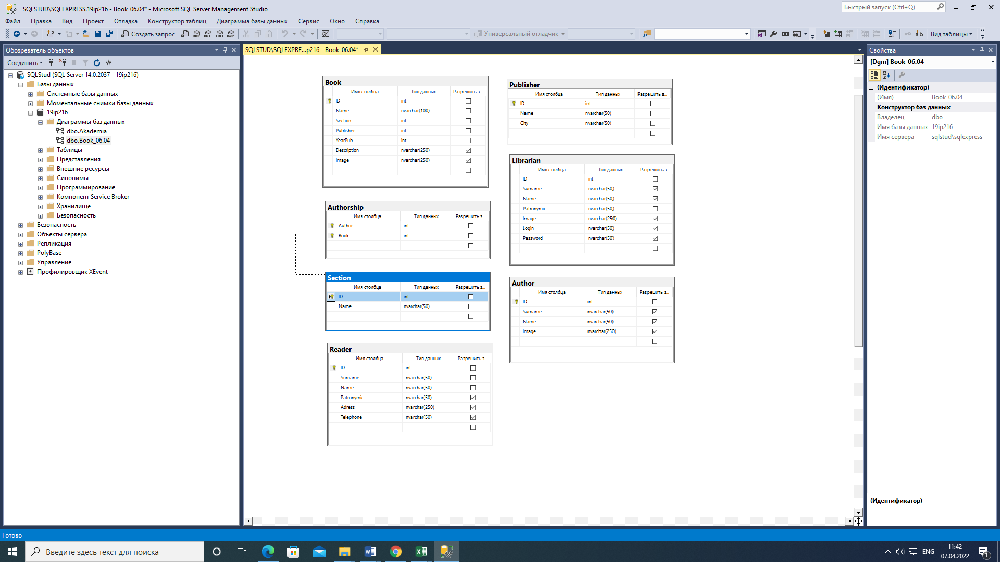 SQLSTUD\SQLEXPRESS.19ip216 - Book_06.04* - Microsoft SQL Server Management Studio
Быстрый запуск (Ctrl+Q)
Файл Правка Вид Проект Отладка Конструктор таблиц Диаграмма базы данных Сервис Окно Справка
Создать запрос MDX DMX XMLA DAX Универсальный отладчик Вид таблицы
Обозреватель объектов
Соединить
SQLStud (SQL Server 14.0.2037 - 19ip216)
Базы данных
Системные базы данных
Моментальные снимки базы данных
19ip216
Диаграммы баз данных
dbo.Akademia
dbo.Book_06.04
Таблицы
Представления
Внешние ресурсы
Синонимы
Программирование
Компонент Service Broker
Хранилище
Безопасность
Безопасность
Объекты сервера
Репликация
PolyBase
Управление
Профилировщик XEvent
SQLSTUD\SQLEXPRE...p216 - Book_06.04*
Book
Имя столбца Тип данных Разрешить з...
ID int
Name nvarchar(100)
Section int
Publisher int
YearPub int
Description nvarchar(250)
Image nvarchar(250)
Authorship
Имя столбца Тип данных Разрешить з...
Author int
Book int
Section
Имя столбца Тип данных Разрешить з...
ID int
Name nvarchar(50)
Reader
Имя столбца Тип данных Разрешить з...
ID int
Surname nvarchar(50)
Name nvarchar(50)
Patronymic nvarchar(50)
Adress nvarchar(250)
Telephone nvarchar(50)
Publisher
Имя столбца Тип данных Разрешить з...
ID int
Name nvarchar(50)
City nvarchar(50)
Librarian
Имя столбца Тип данных Разрешить з...
ID int
Surname nvarchar(50)
Name nvarchar(50)
Patronymic nvarchar(50)
Image nvarchar(250)
Login nvarchar(50)
Password nvarchar(50)
Author
Имя столбца Тип данных Разрешить з...
ID int
Surname nvarchar(50)
Name nvarchar(50)
Image nvarchar(250)
Свойства
[Dgm] Book_06.04
(Идентификатор)
(Имя) Book_06.04
Конструктор баз данных
Владелец dbo
Имя базы данных 19ip216
Имя сервера sqlstud\sqlexpress
(Идентификатор)
Готово
Введите здесь текст для поиска
ENG
11:42
07.04.2022
1